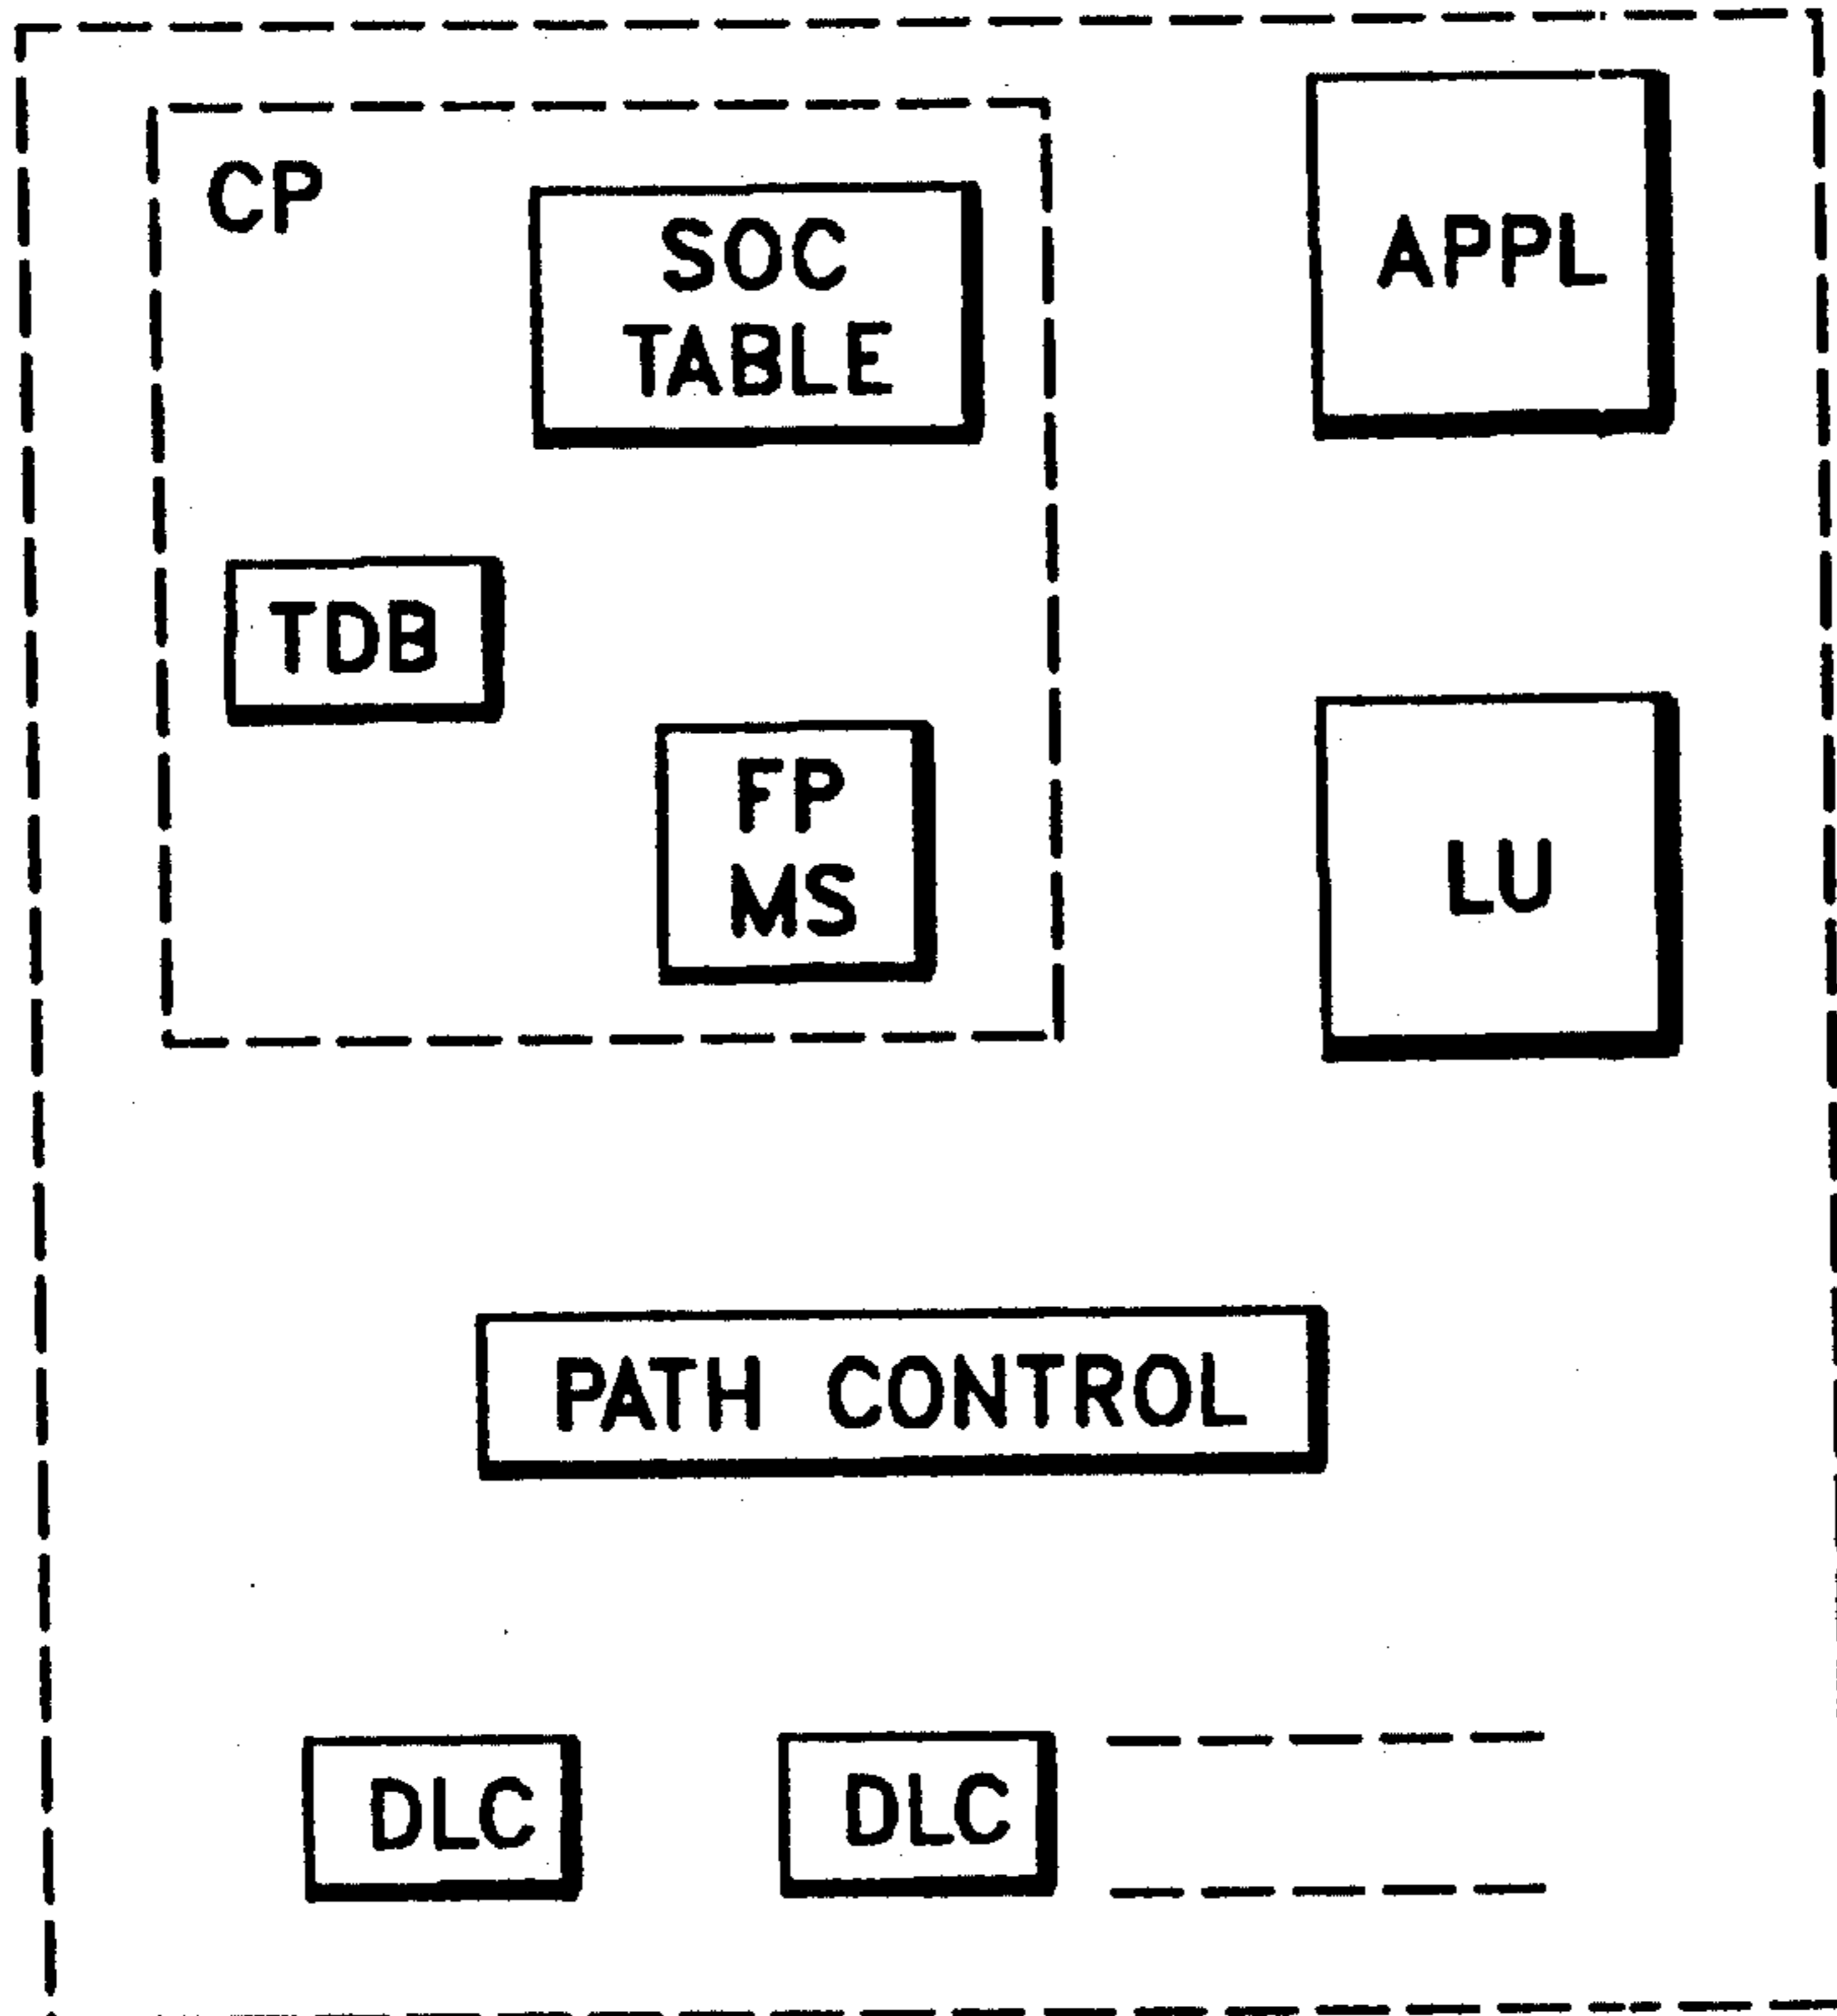 CP
SOC
TABLE
APPL
TDB
FP
MS
LU
PATH CONTROL
DLC
DLC